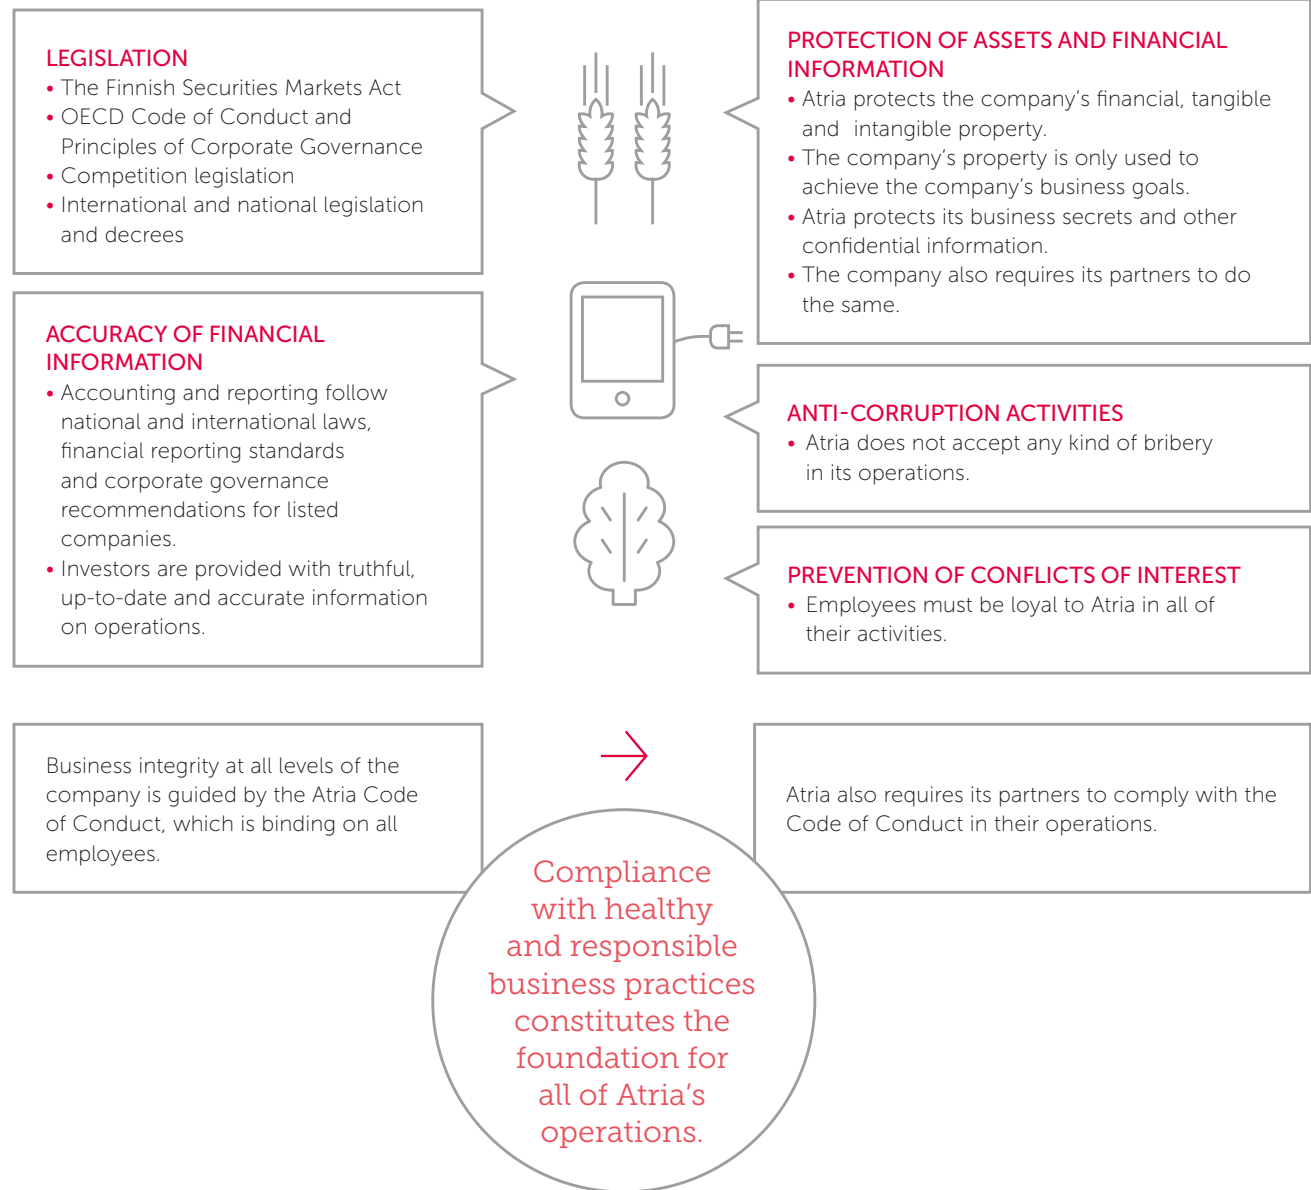 LEGISLATION
• The Finnish Securities Markets Act
• OECD Code of Conduct and
Principles of Corporate Governance
• Competition legislation
• International and national legislation
and decrees
ACCURACY OF FINANCIAL
INFORMATION
• Accounting and reporting follow
national and international laws,
financial reporting standards
and corporate governance
recommendations for listed
companies.
• Investors are provided with truthful,
up-to-date and accurate information
on operations.
PROTECTION OF ASSETS AND FINANCIAL
INFORMATION
• Atria protects the company's financial, tangible
and intangible property.
• The company's property is only used to
achieve the company's business goals.
• Atria protects its business secrets and other
confidential information.
• The company also requires its partners to do
the same.
ANTI-CORRUPTION ACTIVITIES
• Atria does not accept any kind of bribery
in its operations.
PREVENTION OF CONFLICTS OF INTEREST
• Employees must be loyal to Atria in all of
their activities.
Business integrity at all levels of the
company is guided by the Atria Code
of Conduct, which is binding on all
employees.
Atria also requires its partners to comply with the
Code of Conduct in their operations.
Compliance
with healthy
and responsible
business practices
constitutes the
foundation for
all of Atria's
operations.